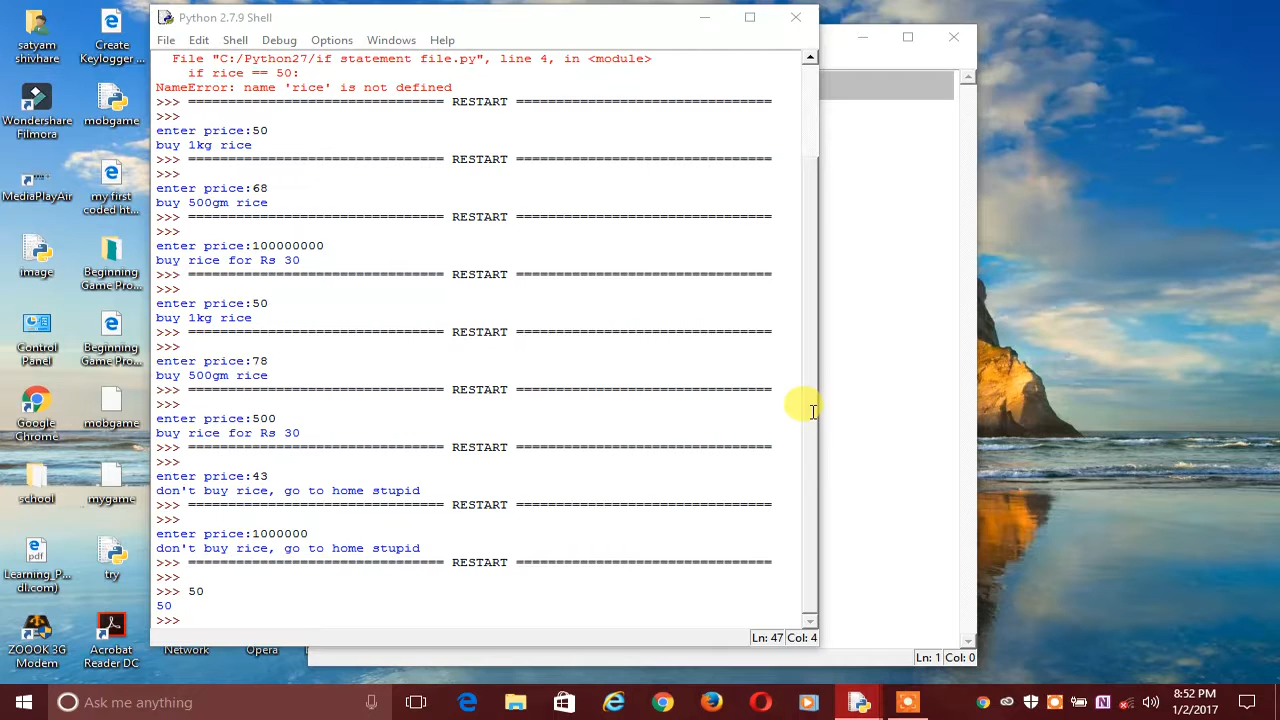 Python 2.7.9 Shell
File Edit Shell Debug Options Windows Help
File "C:/Python27/if statement file.py", line 4, in <module>
if rice == 50:
NameError: name 'rice' is not defined
>>> ================================ RESTART ================================
>>>
enter price:50
buy 1kg rice
>>> ================================ RESTART ================================
>>>
enter price:68
buy 500gm rice
>>> ================================ RESTART ================================
>>>
enter price:100000000
buy rice for Rs 30
>>> ================================ RESTART ================================
>>>
enter price:50
buy 1kg rice
>>> ================================ RESTART ================================
>>>
enter price:78
buy 500gm rice
>>> ================================ RESTART ================================
>>>
enter price:500
buy rice for Rs 30
>>> ================================ RESTART ================================
>>>
enter price:43
don't buy rice, go to home stupid
>>> ================================ RESTART ================================
>>>
enter price:1000000
don't buy rice, go to home stupid
>>> ================================ RESTART ================================
>>>
>>> 50
50
>>>
Ln: 47 Col: 4
Ln: 1 Col: 0
satyam
shivhare
Create
Keylogger ...
Wondershare
Filmora
mobgame
MediaPlayAir
my first
coded ht...
image
Beginning
Game Pro...
Control
Panel
Beginning
Game Pro...
Google
Chrome
mobgame
school
mygame
pdf
Learning_P...
dl.com)
try
ZOOOK 3G
Modem
Acrobat
Reader DC
Network
Opera
Ask me anything
8:52 PM
1/2/2017